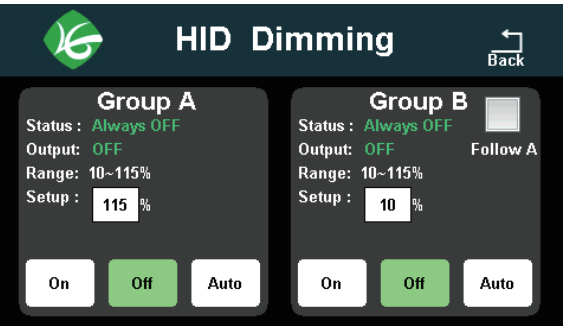 HID Dimming
Back
Group A
Status : Always OFF
Output: OFF
Range: 10~115%
Setup : 115 %
On Off Auto
Group B
Status : Always OFF
Output: OFF
Follow A
Range: 10~115%
Setup : 10 %
On Off Auto